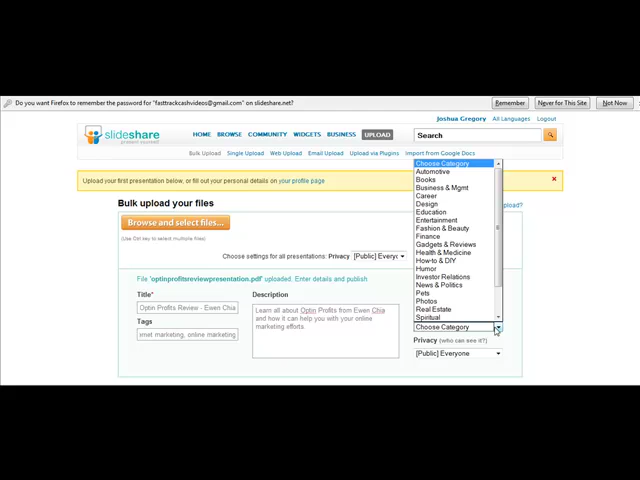 Do you want Firefox to remember the password for "fasttrackcashvideos@gmail.com" on slideshare.net?
Remember
Never for This Site
Not Now
Joshua Gregory
All Languages
Logout
slideshare
present yourself
HOME
BROWSE
COMMUNITY
WIDGETS
BUSINESS
UPLOAD
Search
Bulk Upload
Single Upload
Web Upload
Email Upload
Upload via Plugins
Import from Google Docs
Upload your first presentation below, or fill out your personal details on your profile page
Bulk upload your files
upload?
Browse and select files...
(Use Ctrl key to select multiple files)
Choose settings for all presentations: Privacy
[Public] Everyc
File 'optinprofitsreviewpresentation.pdf' uploaded. Enter details and publish
Title*
Optin Profits Review - Ewen Chia
Tags
rnet marketing, online marketing
Description
Learn all about Optin Profits from Ewen Chia
and how it can help you with your online
marketing efforts.
Choose Category
Automotive
Books
Business & Mgmt
Career
Design
Education
Entertainment
Fashion & Beauty
Finance
Gadgets & Reviews
Health & Medicine
How-to & DIY
Humor
Investor Relations
News & Politics
Pets
Photos
Real Estate
Spiritual
Choose Category
Privacy (who can see it?)
[Public] Everyone